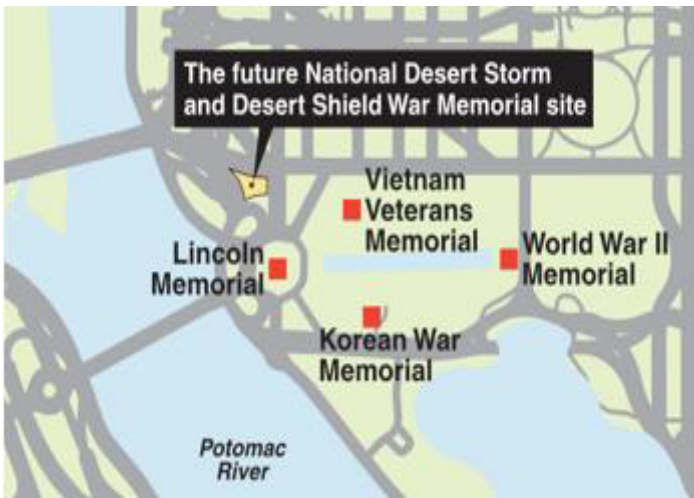 The future National Desert Storm
and Desert Shield War Memorial site
Vietnam
Veterans
Memorial
Lincoln
Memorial
World War II
Memorial
Korean War
Memorial
Potomac
River